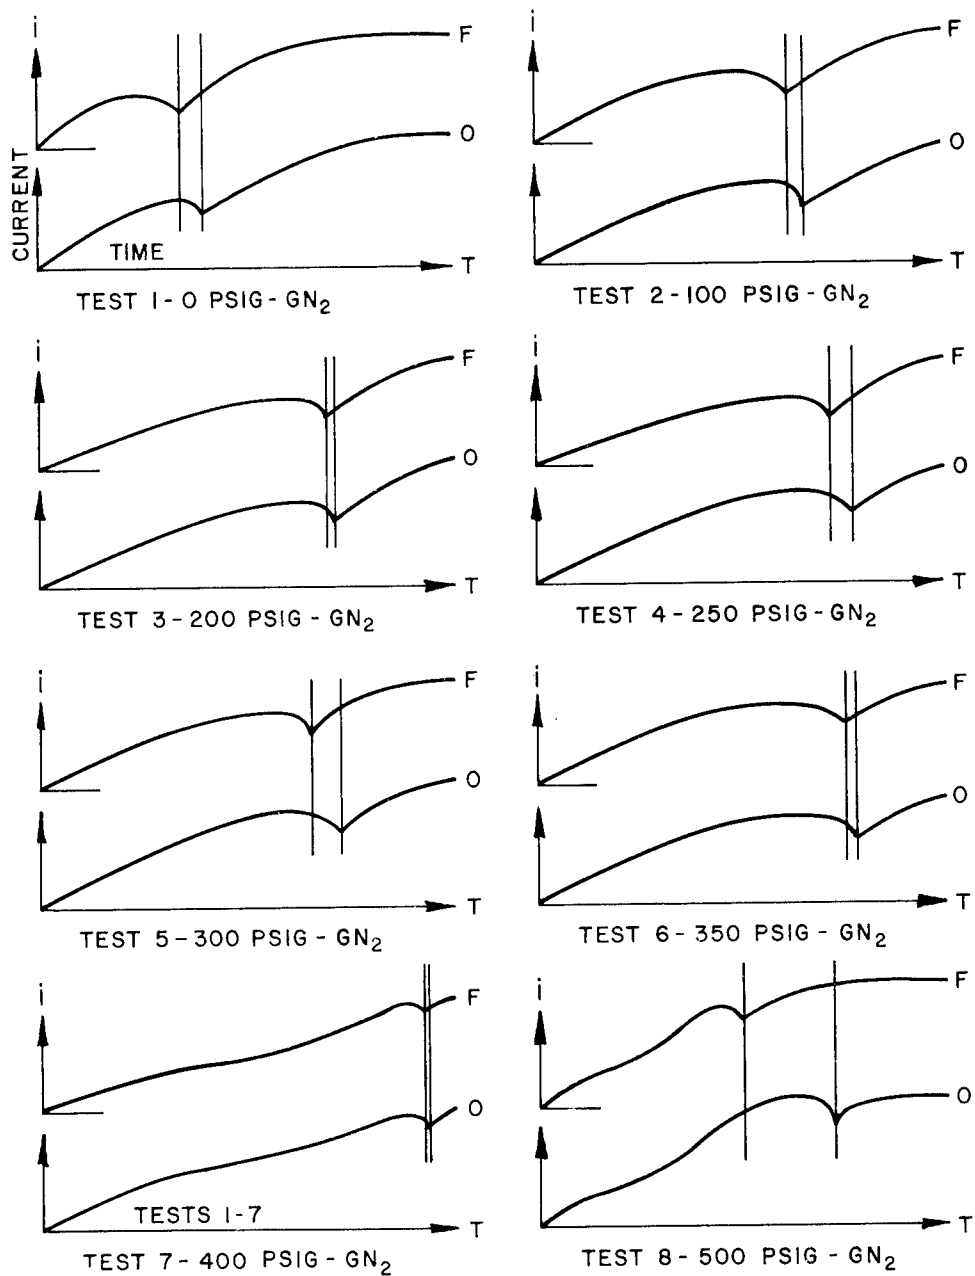 i
F
O
CURRENT
TIME
T
TEST 1-0 PSIG-GN2
i
F
O
T
TEST 2-100 PSIG-GN2
i
F
O
T
TEST 3-200 PSIG-GN2
i
F
O
T
TEST 4-250 PSIG-GN2
i
F
O
T
TEST 5-300 PSIG-GN2
i
F
O
T
TEST 6-350 PSIG-GN2
i
F
O
TESTS 1-7
T
TEST 7-400 PSIG-GN2
i
F
O
T
TEST 8-500 PSIG-GN2